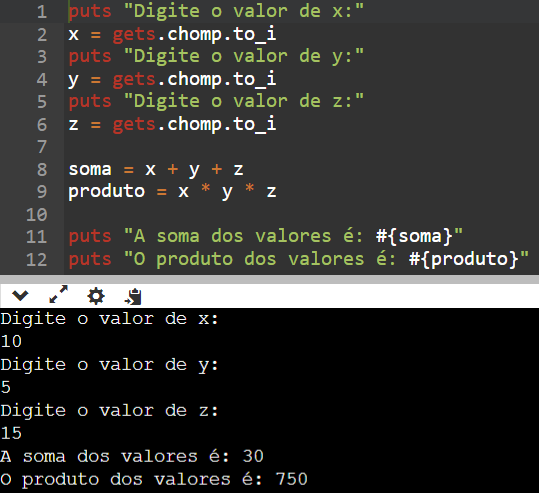 1 puts "Digite o valor de x:"
2 x = gets.chomp.to_i
3 puts "Digite o valor de y:"
4 y = gets.chomp.to_i
5 puts "Digite o valor de z:"
6 z = gets.chomp.to_i
7
8 soma = x + y + z
9 produto = x * y * z
10
11 puts "A soma dos valores é: #{soma}"
12 puts "O produto dos valores é: #{produto}"
Digite o valor de x:
10
Digite o valor de y:
5
Digite o valor de z:
15
A soma dos valores é: 30
O produto dos valores é: 750